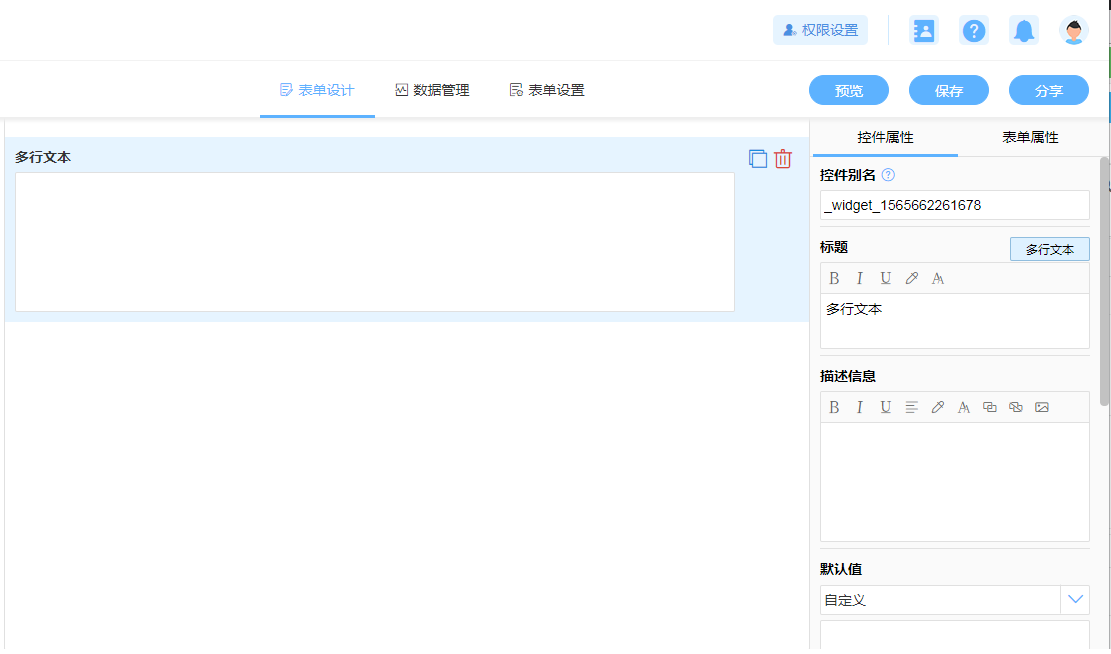 权限设置
表单设计 数据管理 表单设置
预览 保存 分享
控件属性 表单属性
多行文本
控件别名
_widget_1565662261678
标题
多行文本
B I U A
多行文本
描述信息
B I U A
默认值
自定义